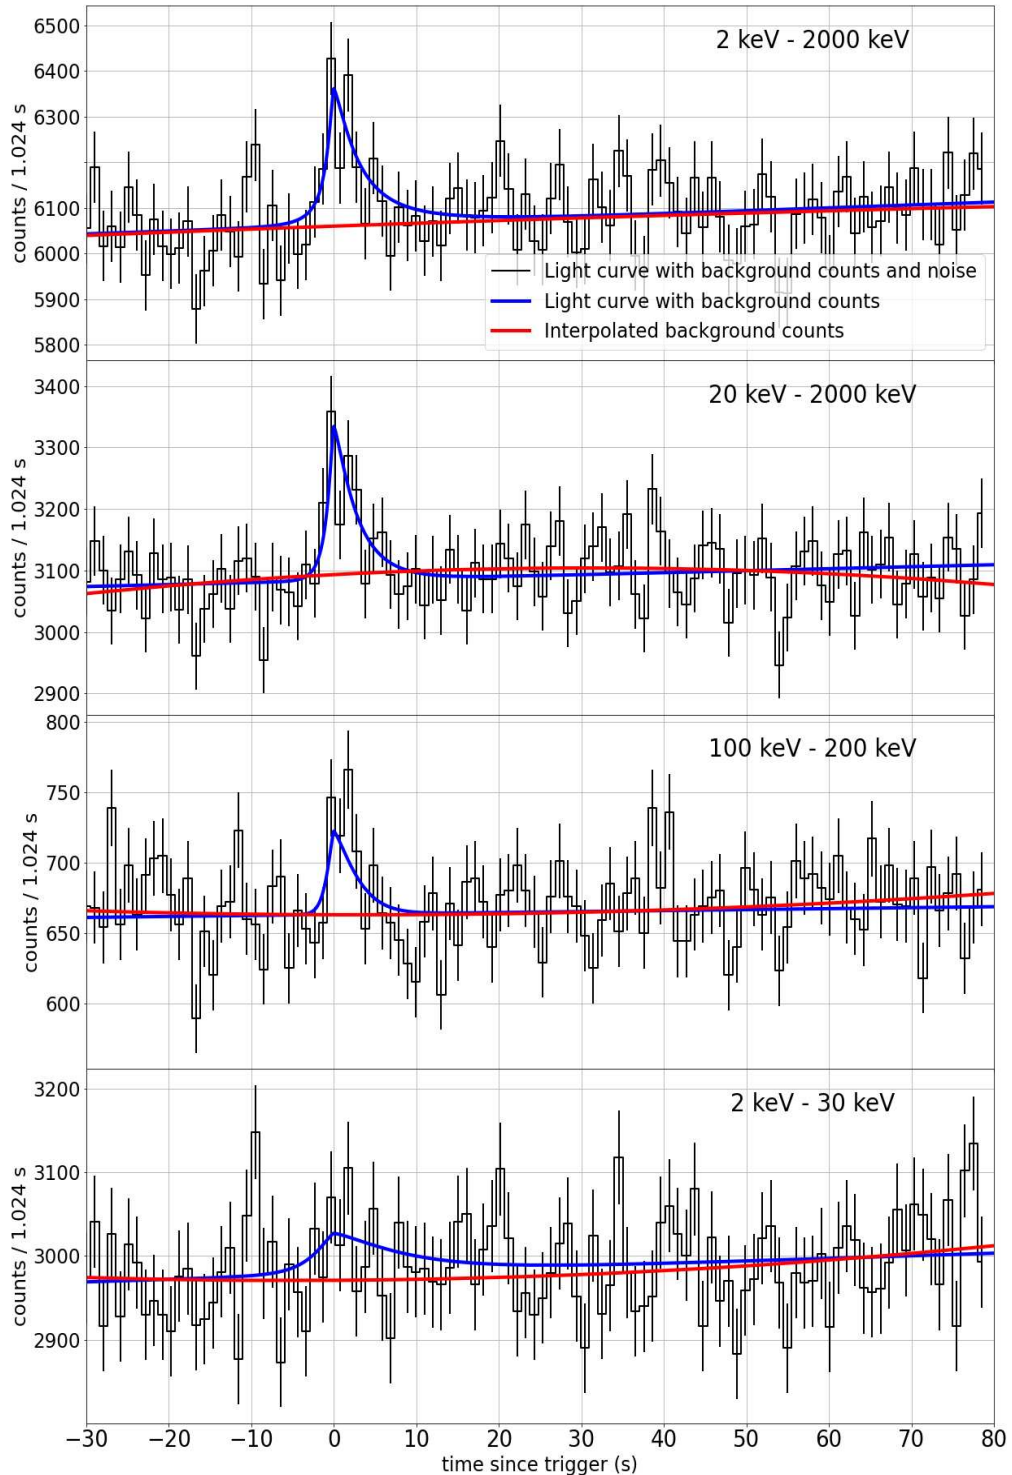 6500
2 keV - 2000 keV
6400
6300
6100
6000
5900
5800
counts / 1.024 s
Light curve with background counts and noise
Light curve with background counts
Interpolated background counts
3400
20 keV - 2000 keV
3300
3200
3100
3000
2900
counts / 1.024 s
800
100 keV - 200 keV
750
700
650
600
counts / 1.024 s
3200
2 keV - 30 keV
3100
3000
2900
counts / 1.024 s
−30 −20 −10 0 10 20 30 40 50 60 70 80
time since trigger (s)